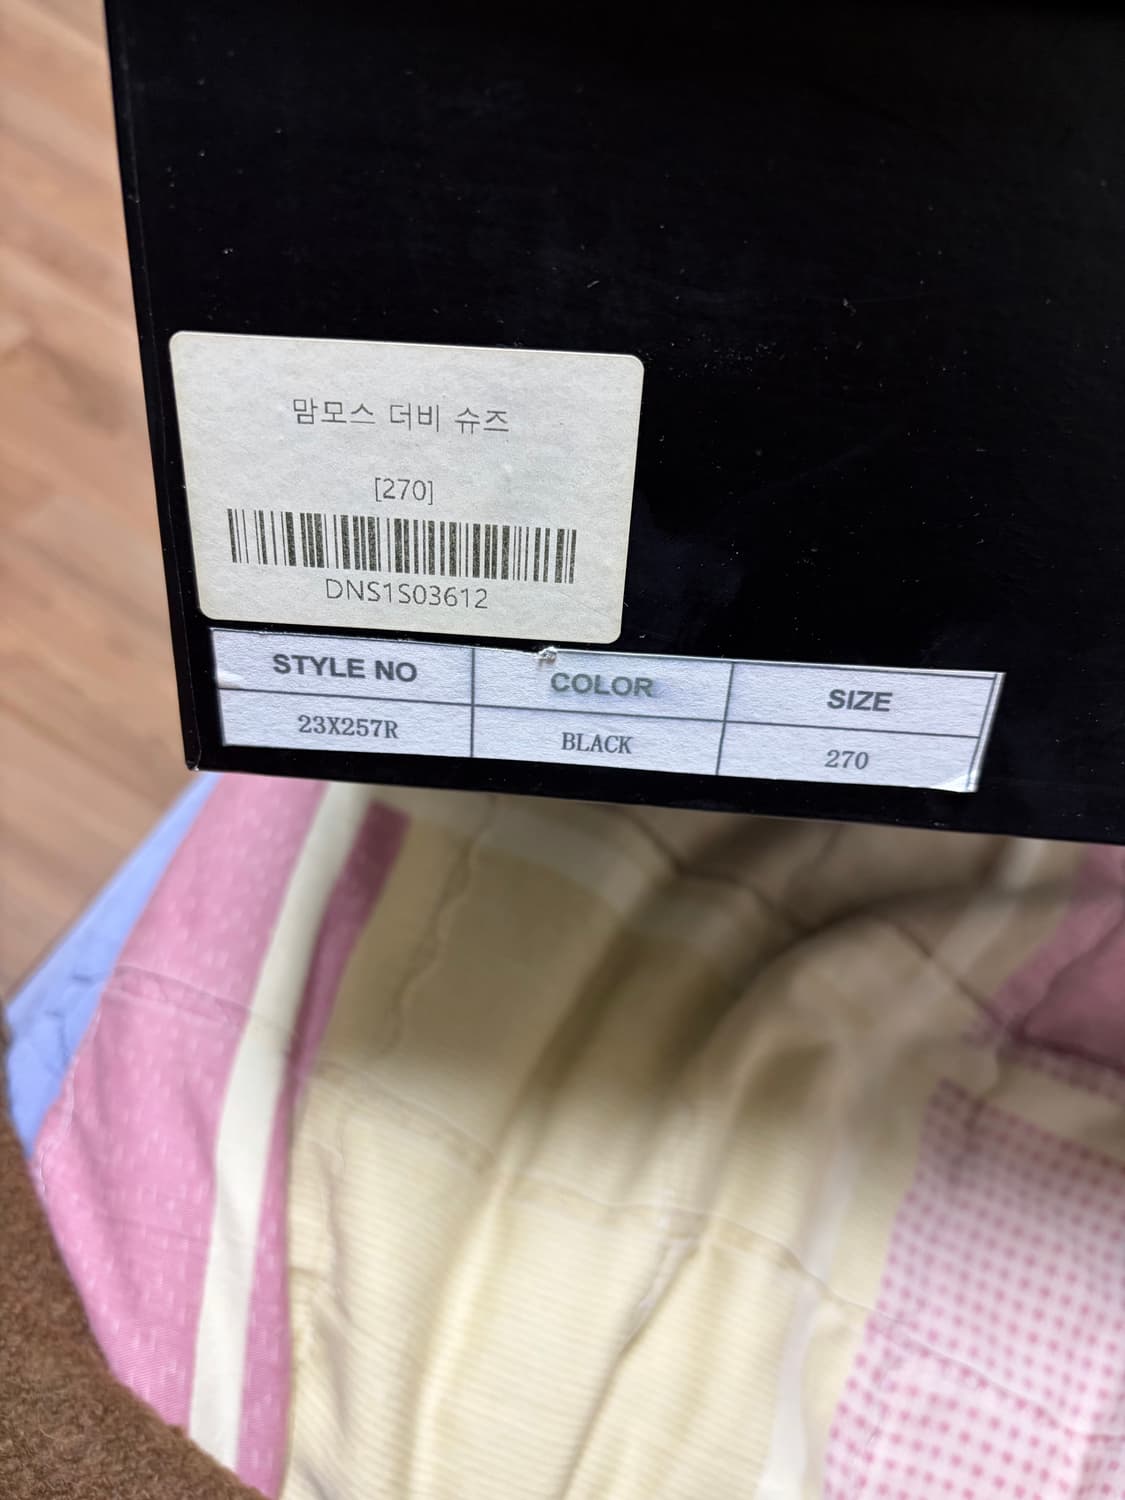 맘모스 더비 슈즈
[270]
DNS1S03612
STYLE NO COLOR SIZE
23X257R BLACK 270